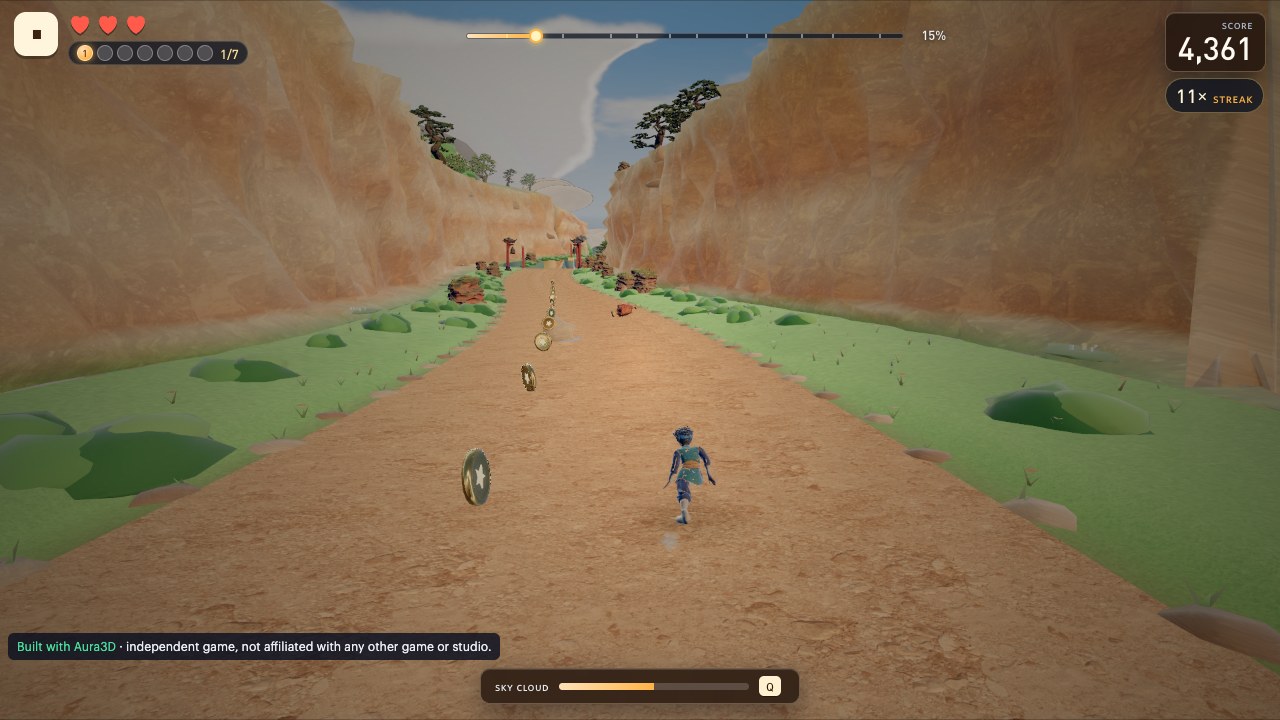 1
1/7
15%
SCORE
4,361
11× STREAK
Built with Aura3D · independent game, not affiliated with any other game or studio.
SKY CLOUD
Q